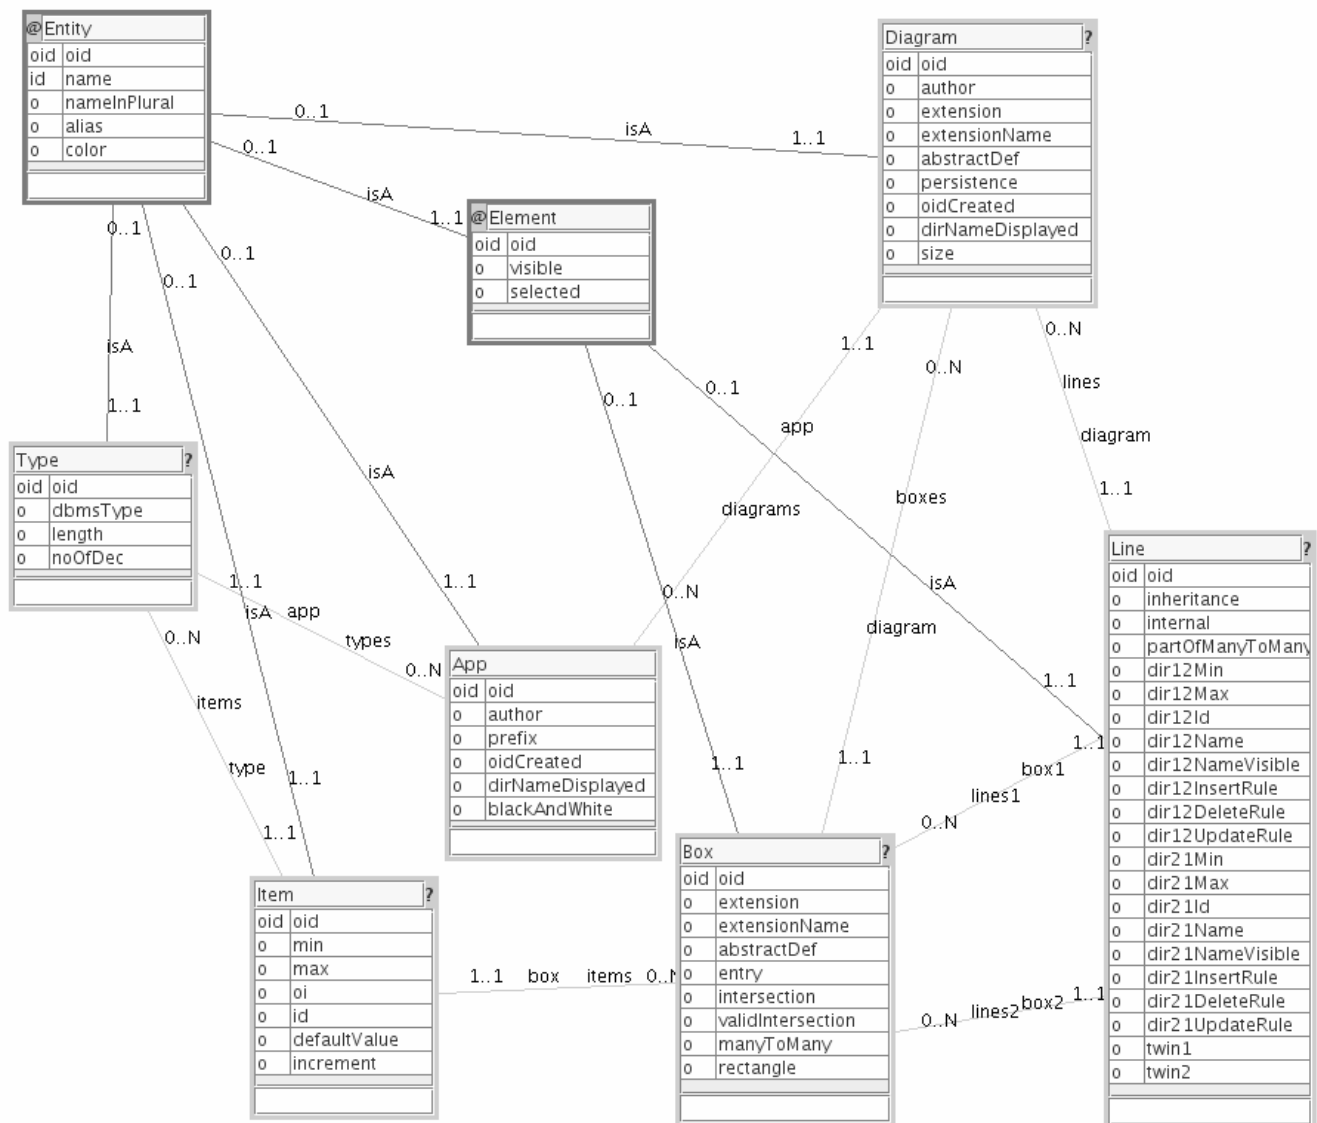 @ Entity
oid oid
id name
o nameInPlural
o alias
o color
Diagram ?
oid oid
o author
o extension
o extensionName
o abstractDef
o persistence
o oidCreated
o dirNameDisplayed
o size
@ Element
oid oid
o visible
o selected
0..1
isA
1..1
0..1
isA
1..1
0..1
isA
1..1
0..1
isA
1..1
0..1
isA
1..1
0..1
isA
1..1
0..1
isA
1..1
1..1
app
diagrams
0..N
0..N
boxes
diagram
1..1
0..N
lines
diagram
1..1
Type ?
oid oid
o dbmsType
o length
o noOfDec
1..1
app
types
0..N
0..N
items
type
1..1
App
oid oid
o author
o prefix
o oidCreated
o dirNameDisplayed
o blackAndWhite
Line ?
oid oid
o inheritance
o internal
o partOfManyToMany
o dir12Min
o dir12Max
o dir12Id
o dir12Name
o dir12NameVisible
o dir12InsertRule
o dir12DeleteRule
o dir12UpdateRule
o dir21Min
o dir21Max
o dir21Id
o dir21Name
o dir21NameVisible
o dir21InsertRule
o dir21DeleteRule
o dir21UpdateRule
o twin1
o twin2
1..1
box1
lines1
0..N
Box ?
oid oid
o extension
o extensionName
o abstractDef
o entry
o intersection
o validIntersection
o manyToMany
o rectangle
Item ?
oid oid
o min
o max
o oi
o id
o defaultValue
o increment
1..1 box items 0..N
0..N lines2 box2 1..1